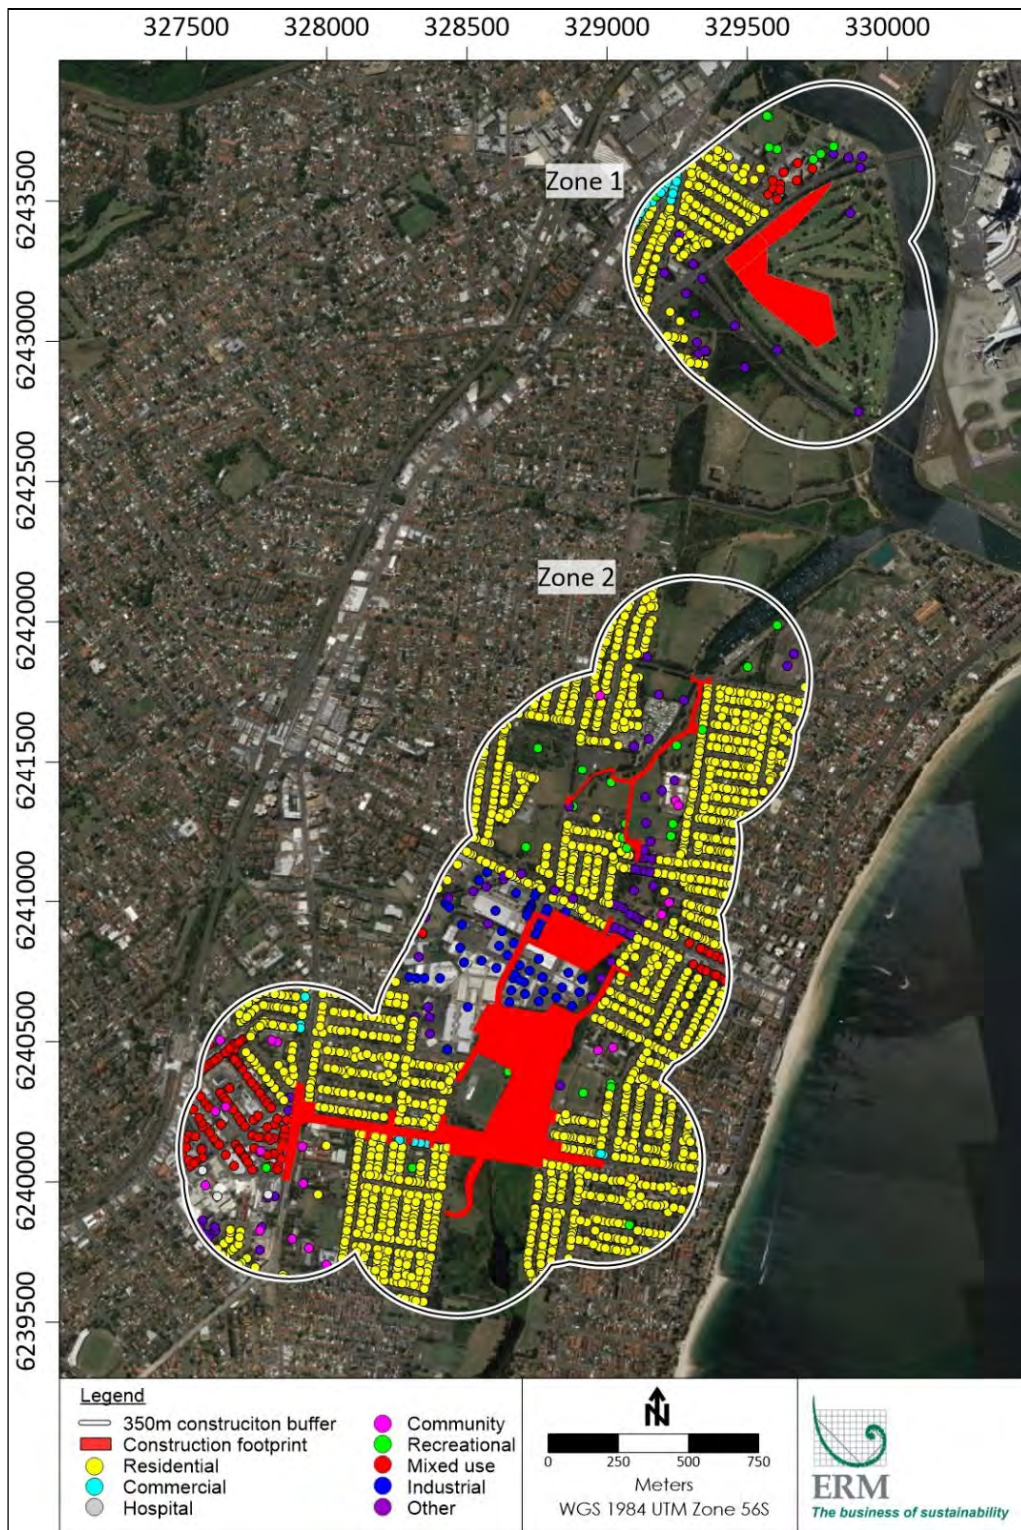 327500 328000 328500 329000 329500 330000
6243500
6243000
6242500
6242000
6241500
6241000
6240500
6240000
6239500
Zone 1
Zone 2
Legend
350m construciton buffer
Construction footprint
Residential
Commercial
Hospital
Community
Recreational
Mixed use
Industrial
Other
N
0 250 500 750
Meters
WGS 1984 UTM Zone 56S
ERM
The business of sustainability